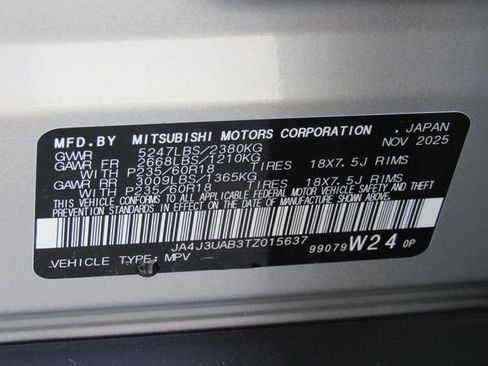 MFD.BY MITSUBISHI MOTORS CORPORATION , JAPAN
GVWR 5247LBS/2380KG NOV 2025
GAWR FR 2668LBS/1210KG
WITH P235/60R18 TIRES 18X7.5J RIMS
GAWR RR 3009LBS/1365KG
WITH P235/60R18 TIRES 18X7.5J RIMS
THIS VEHICLE CONFORMS TO ALL APPLICABLE FEDERAL MOTOR VEHICLE SAFETY AND THEFT
PREVENTION STANDARDS IN EFFECT ON THE DATE OF MANUFACTURE SHOWN ABOVE.
JA4J3UAB3TZ015637
VEHICLE TYPE: MPV 99079 W24 0P